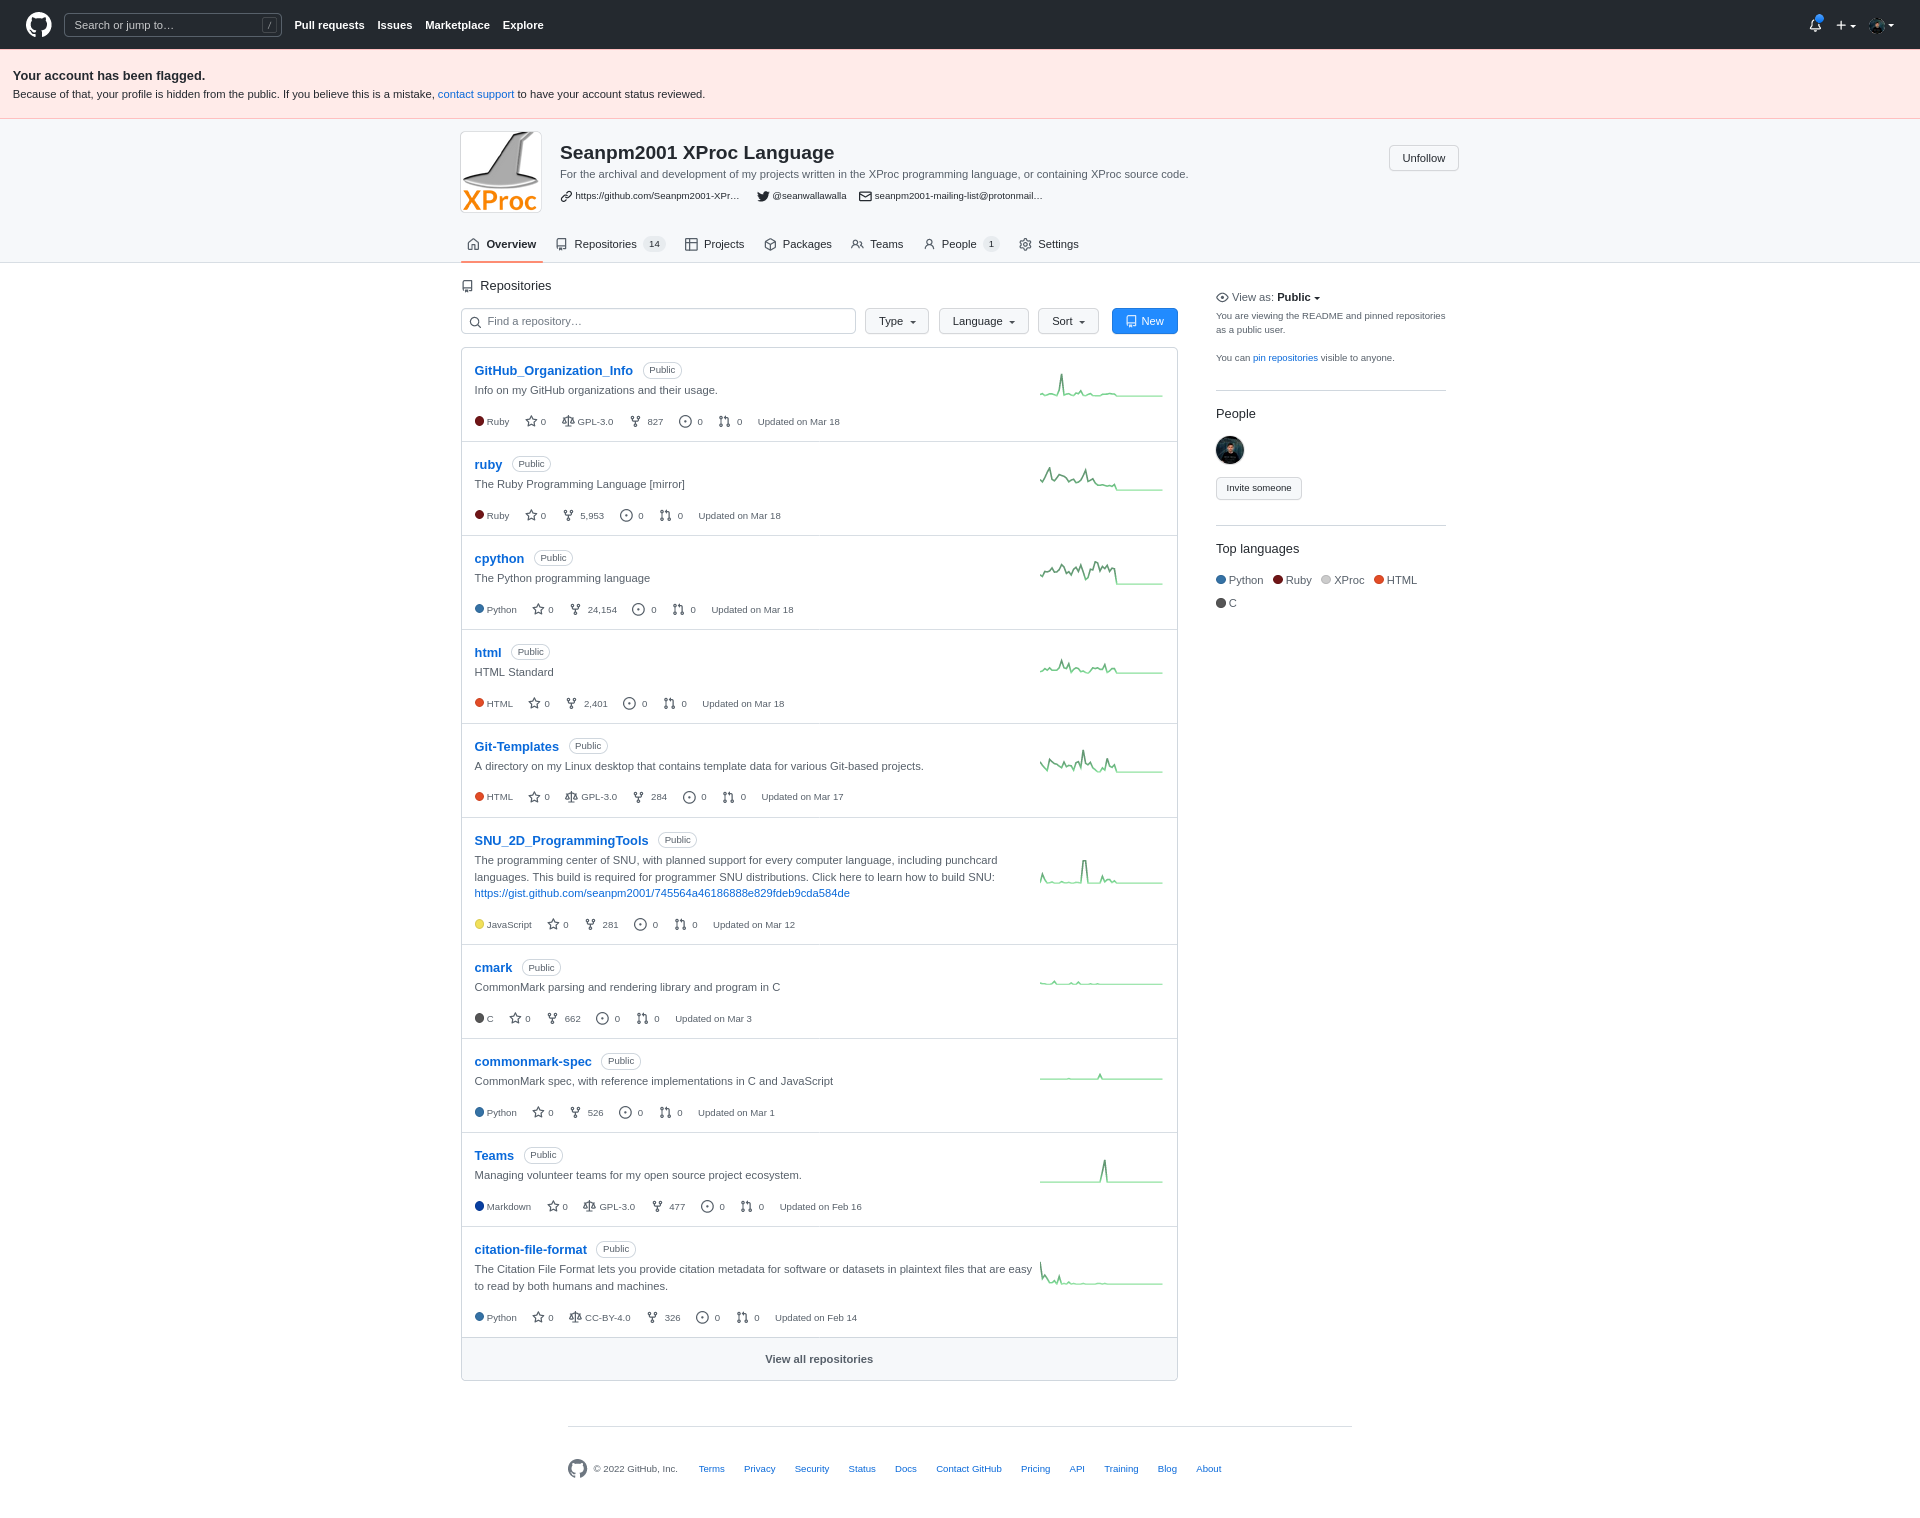 Search or jump to… /
Pull requests Issues Marketplace Explore
Your account has been flagged.
Because of that, your profile is hidden from the public. If you believe this is a mistake, contact support to have your account status reviewed.
XProc
Seanpm2001 XProc Language
For the archival and development of my projects written in the XProc programming language, or containing XProc source code.
https://github.com/Seanpm2001-XPr… @seanwallawalla seanpm2001-mailing-list@protonmail…
Unfollow
Overview Repositories 14 Projects Packages Teams People 1 Settings
Repositories
Find a repository… Type Language Sort New
GitHub_Organization_Info Public
Info on my GitHub organizations and their usage.
Ruby 0 GPL-3.0 827 0 0 Updated on Mar 18
ruby Public
The Ruby Programming Language [mirror]
Ruby 0 5,953 0 0 Updated on Mar 18
cpython Public
The Python programming language
Python 0 24,154 0 0 Updated on Mar 18
html Public
HTML Standard
HTML 0 2,401 0 0 Updated on Mar 18
Git-Templates Public
A directory on my Linux desktop that contains template data for various Git-based projects.
HTML 0 GPL-3.0 284 0 0 Updated on Mar 17
SNU_2D_ProgrammingTools Public
The programming center of SNU, with planned support for every computer language, including punchcard
languages. This build is required for programmer SNU distributions. Click here to learn how to build SNU:
https://gist.github.com/seanpm2001/745564a46186888e829fdeb9cda584de
JavaScript 0 281 0 0 Updated on Mar 12
cmark Public
CommonMark parsing and rendering library and program in C
C 0 662 0 0 Updated on Mar 3
commonmark-spec Public
CommonMark spec, with reference implementations in C and JavaScript
Python 0 526 0 0 Updated on Mar 1
Teams Public
Managing volunteer teams for my open source project ecosystem.
Markdown 0 GPL-3.0 477 0 0 Updated on Feb 16
citation-file-format Public
The Citation File Format lets you provide citation metadata for software or datasets in plaintext files that are easy
to read by both humans and machines.
Python 0 CC-BY-4.0 326 0 0 Updated on Feb 14
View all repositories
View as: Public
You are viewing the README and pinned repositories
as a public user.
You can pin repositories visible to anyone.
People
Invite someone
Top languages
Python Ruby XProc HTML
C
© 2022 GitHub, Inc. Terms Privacy Security Status Docs Contact GitHub Pricing API Training Blog About